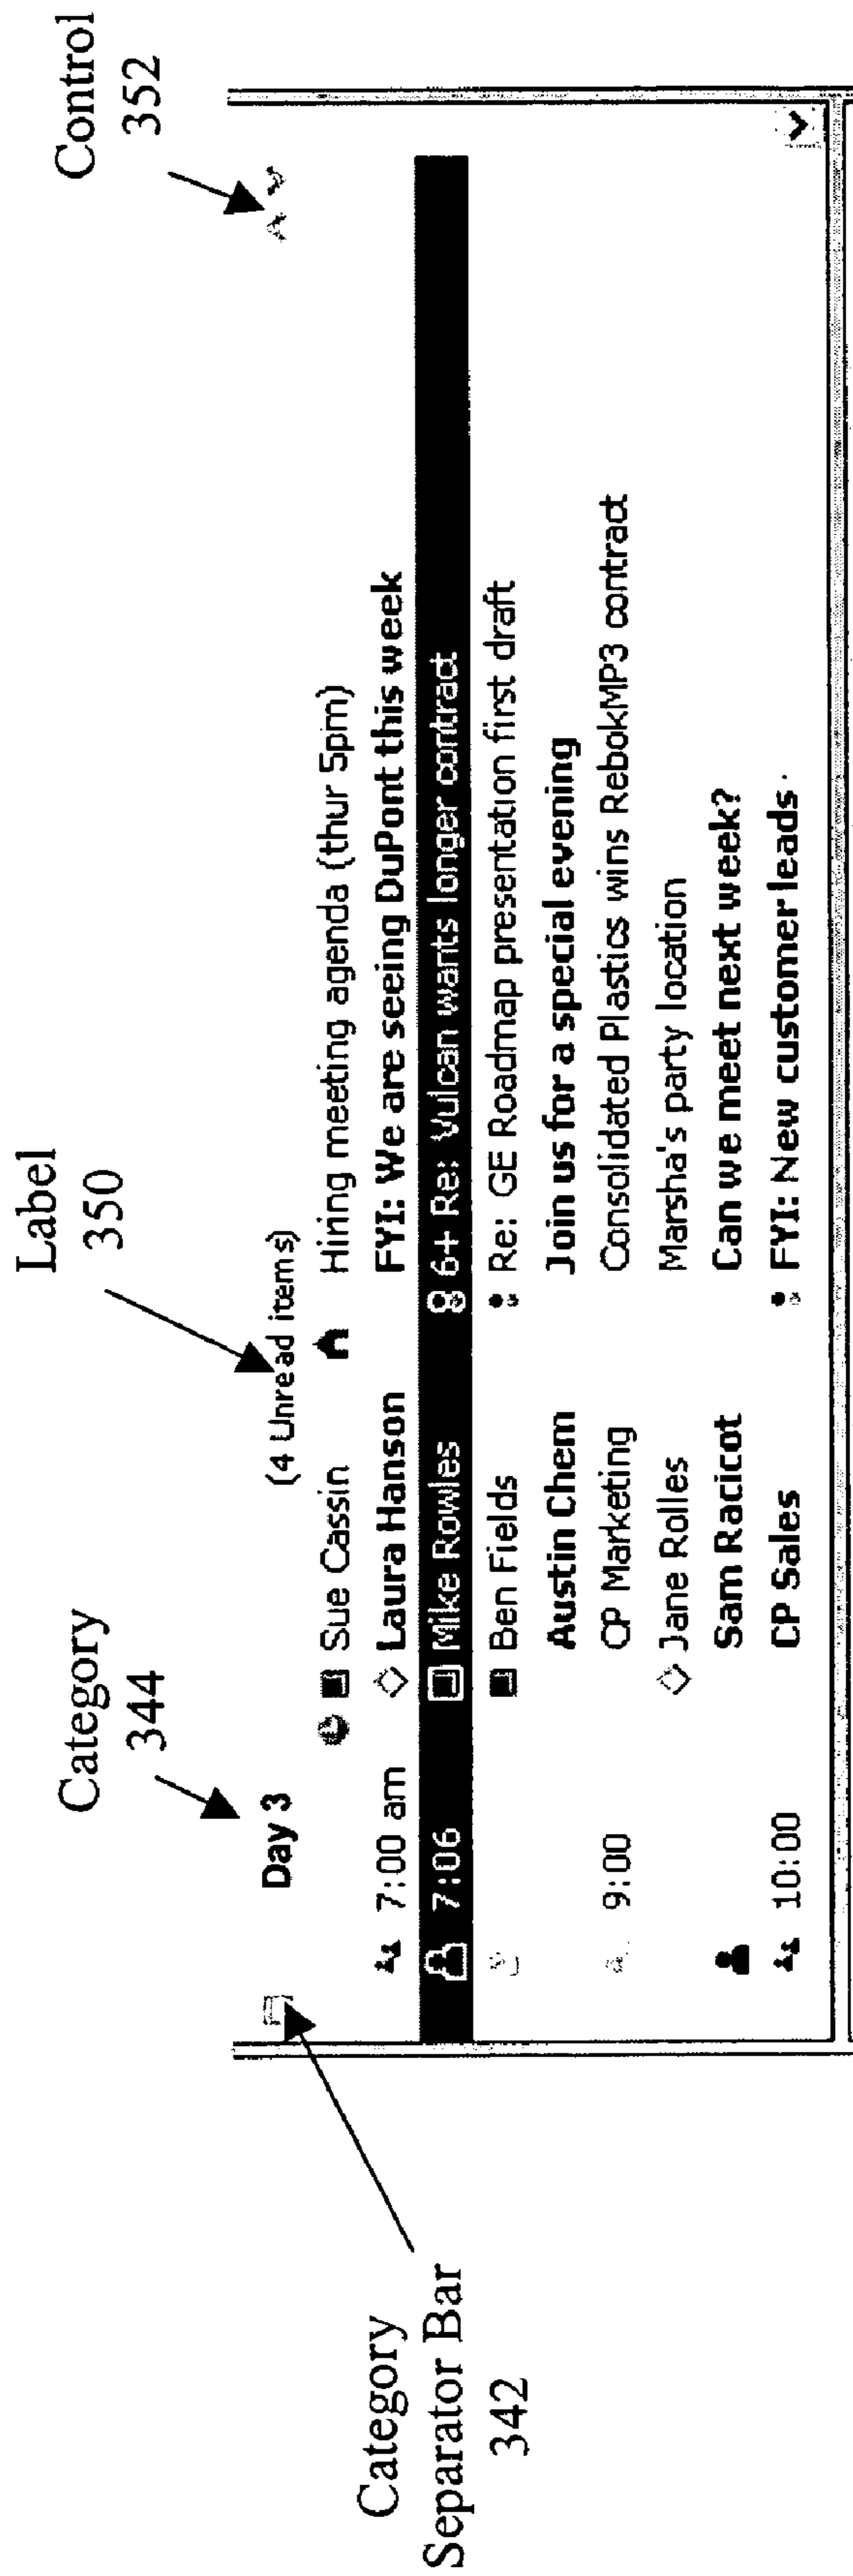 Category
344
Label
350
Control
352
Category
Separator Bar
342
Day 3 (4 Unread items)
Sue Cassin Hiring meeting agenda (thur 5pm)
7:00 am Laura Hanson FYI: We are seeing DuPont this week
7:06 Mike Rowles 6+ Re: Vulcan wants longer contract
Ben Fields Re: GE Roadmap presentation first draft
Austin Chem Join us for a special evening
9:00 CP Marketing Consolidated Plastics wins RebokMP3 contract
Jane Rolles Marsha's party location
Sam Racicot Can we meet next week?
10:00 CP Sales FYI: New customer leads